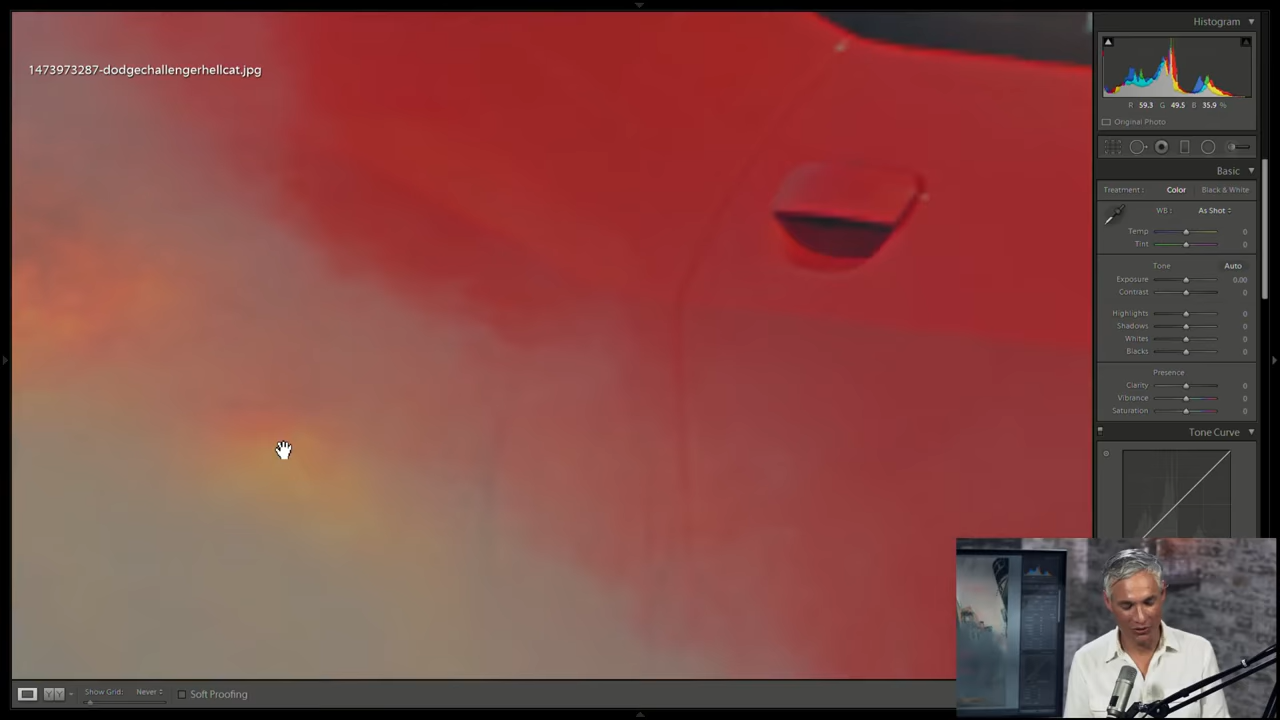 Histogram
1473973287-dodgechallengerhellcat.jpg
R 59.3 G 49.5 B 35.9 %
Original Photo
Basic
Treatment : Color Black & White
WB : As Shot
Temp 0
Tint 0
Tone Auto
Exposure 0.00
Contrast 0
Highlights 0
Shadows 0
Whites 0
Blacks 0
Presence
Clarity 0
Vibrance 0
Saturation 0
Tone Curve
Show Grid: Never Soft Proofing